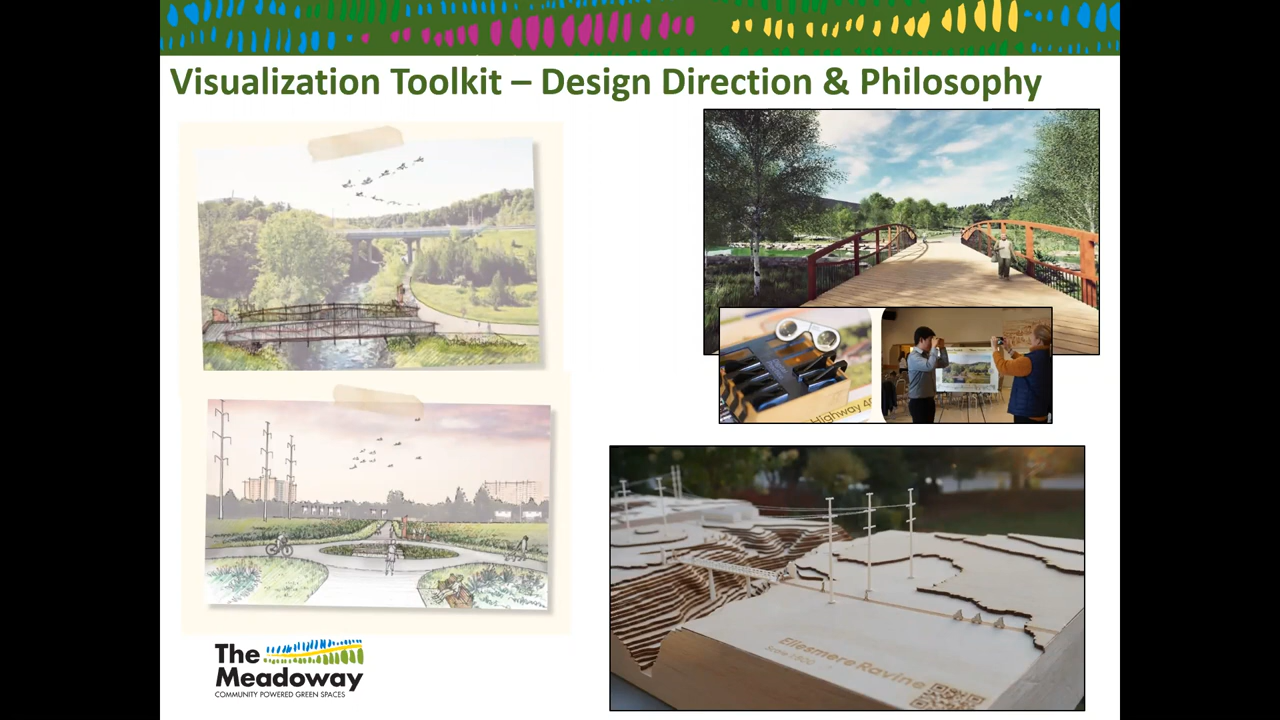 Visualization Toolkit – Design Direction & Philosophy
Highway 40
Ellesmere Ravine
The
Meadoway
COMMUNITY POWERED GREEN SPACES